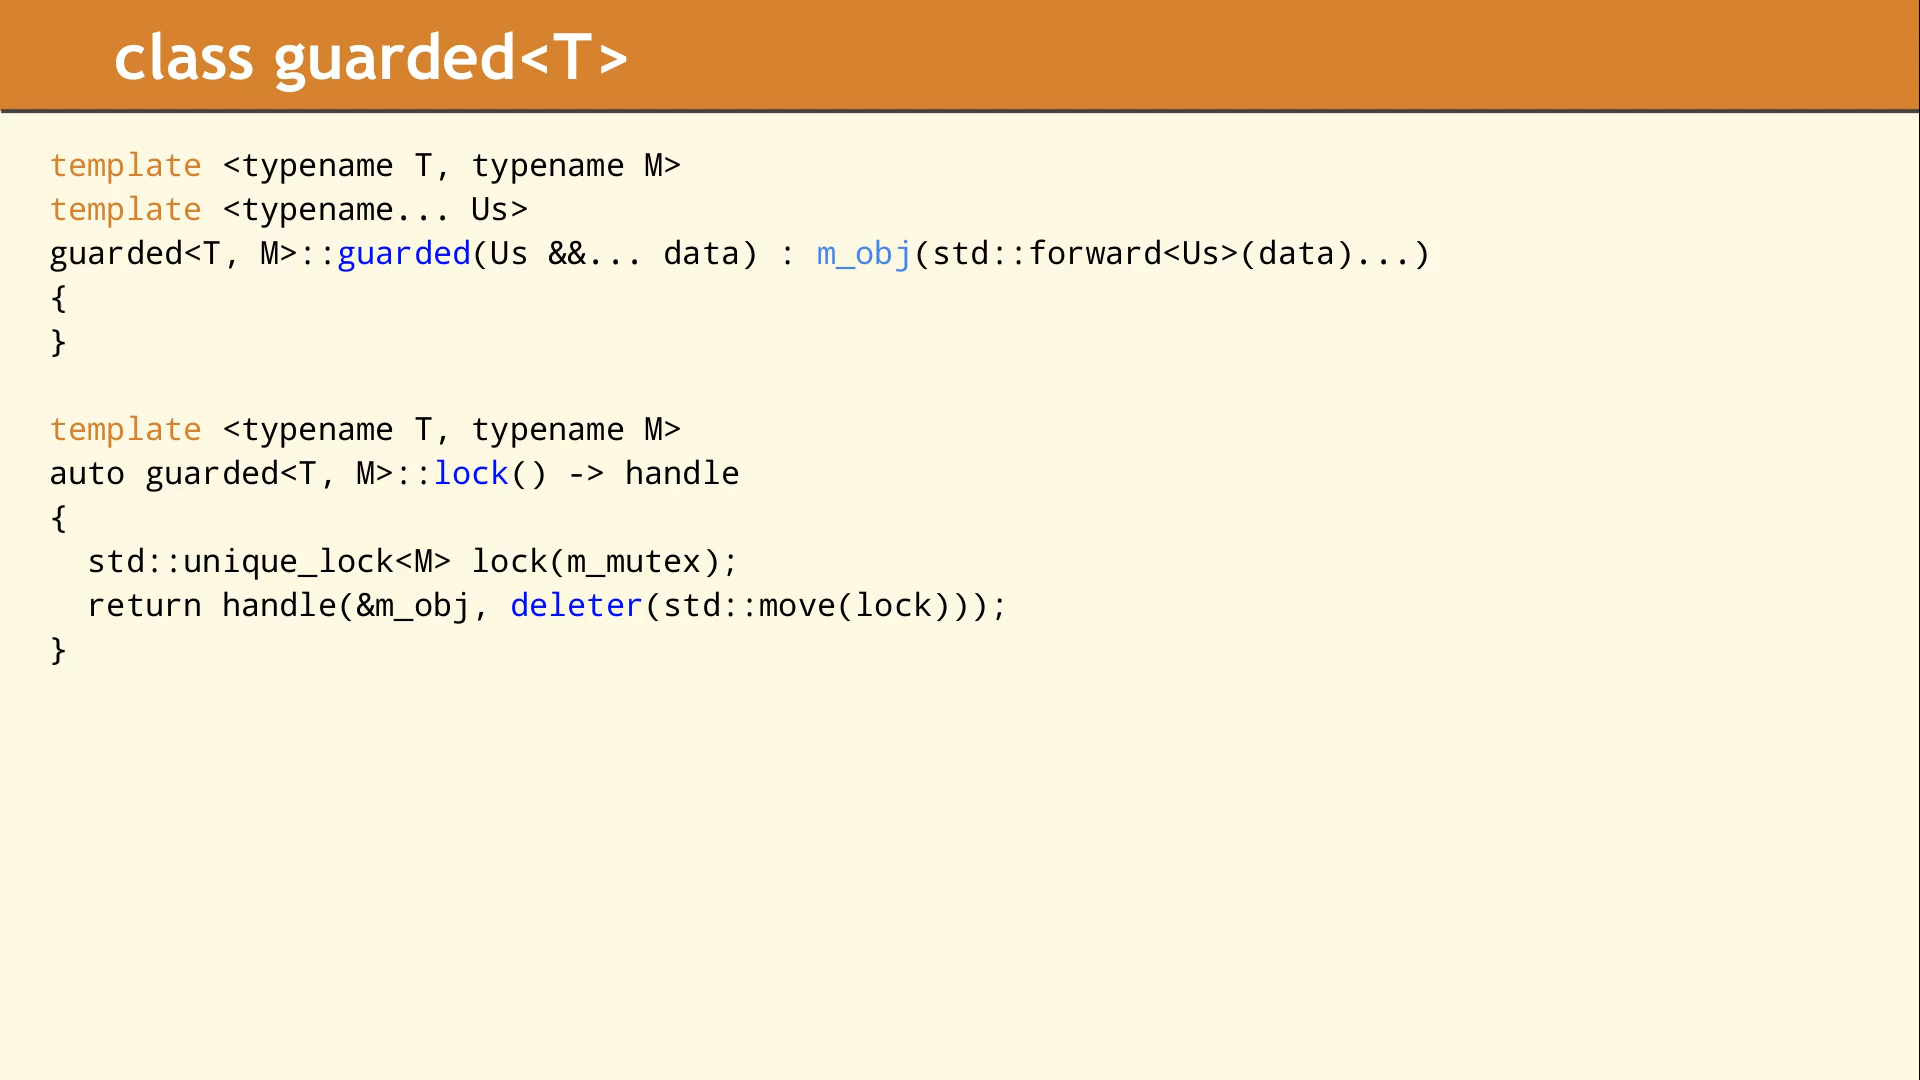 class guarded<T>
template <typename T, typename M>
template <typename... Us>
guarded<T, M>::guarded(Us &&... data) : m_obj(std::forward<Us>(data)...)
{
}
template <typename T, typename M>
auto guarded<T, M>::lock() -> handle
{
  std::unique_lock<M> lock(m_mutex);
  return handle(&m_obj, deleter(std::move(lock)));
}